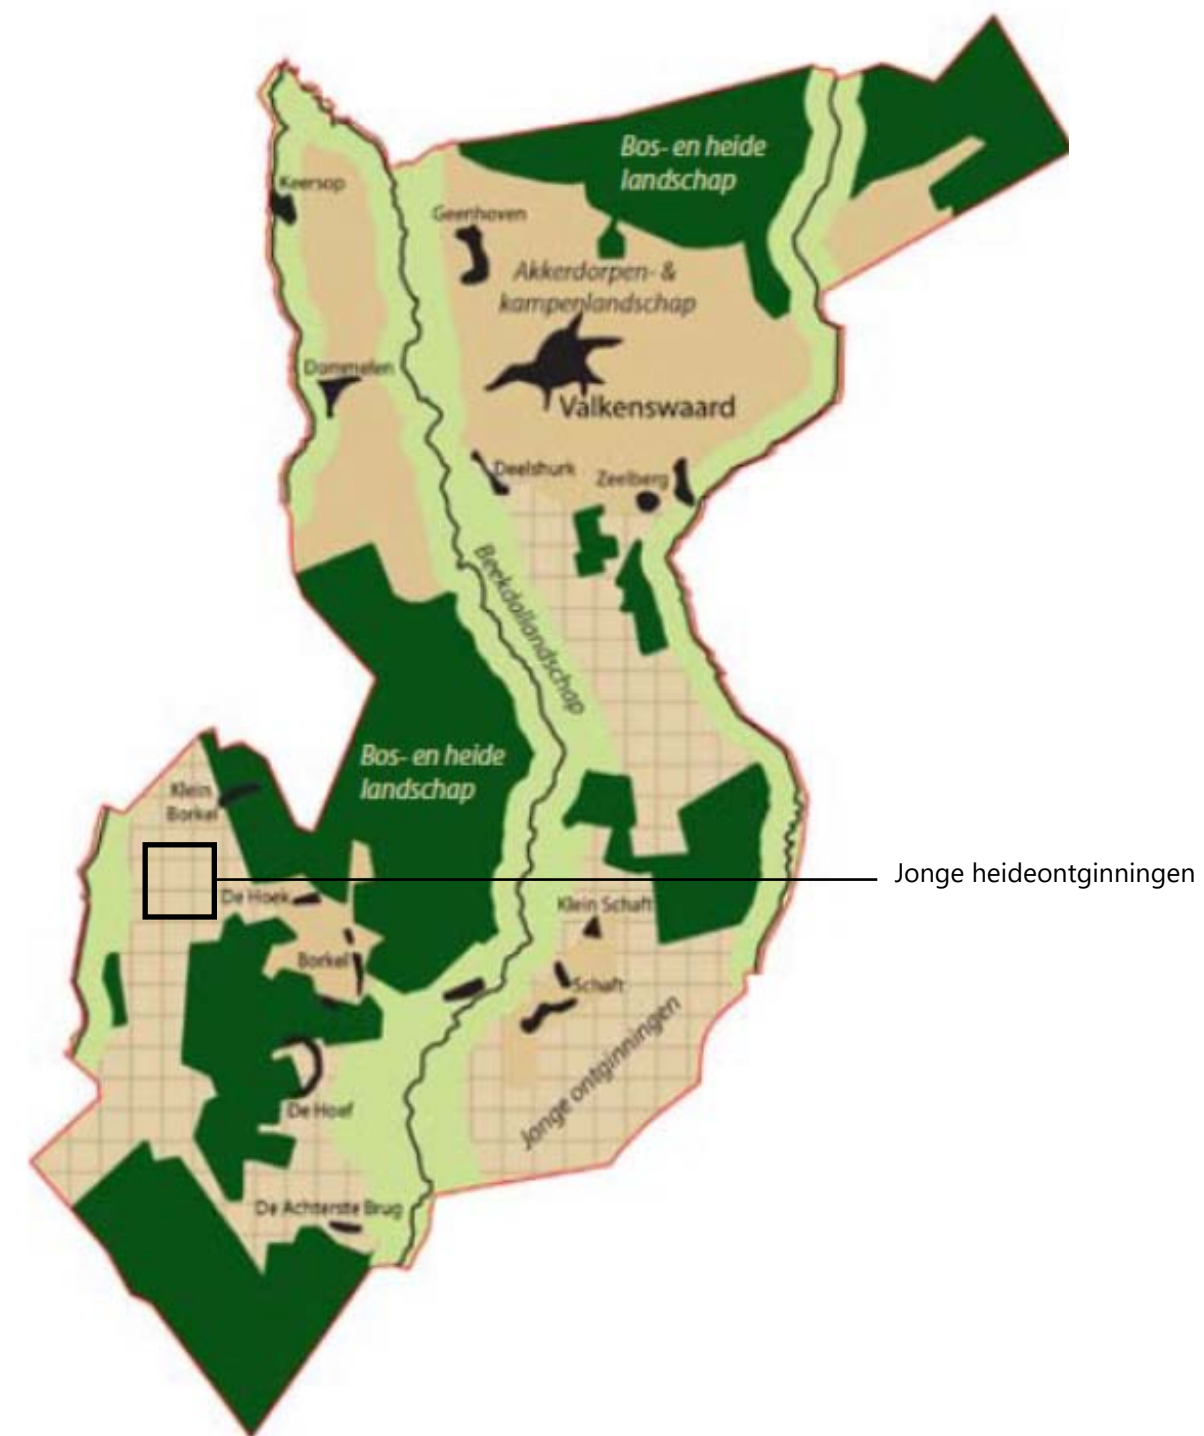 Bos- en heide
landschap
Keersop
Geenhoven
Akkerdorpen- &
kampenlandschap
Dommelen
Valkenswaard
Deelshurk
Zeelberg
Beekdallandschap
Bos- en heide
landschap
Klein
Borkel
Jonge heideontginningen
De Hoek
Klein Schaft
Borkel
Schaft
Jonge ontginningen
De Hoef
De Achterste Brug